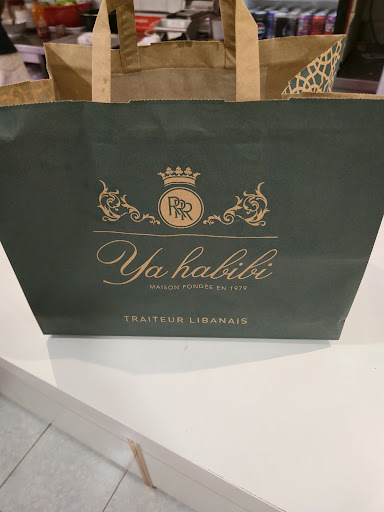 RRR
Ya habibi
MAISON FONDÉE EN 1979
TRAITEUR LIBANAIS